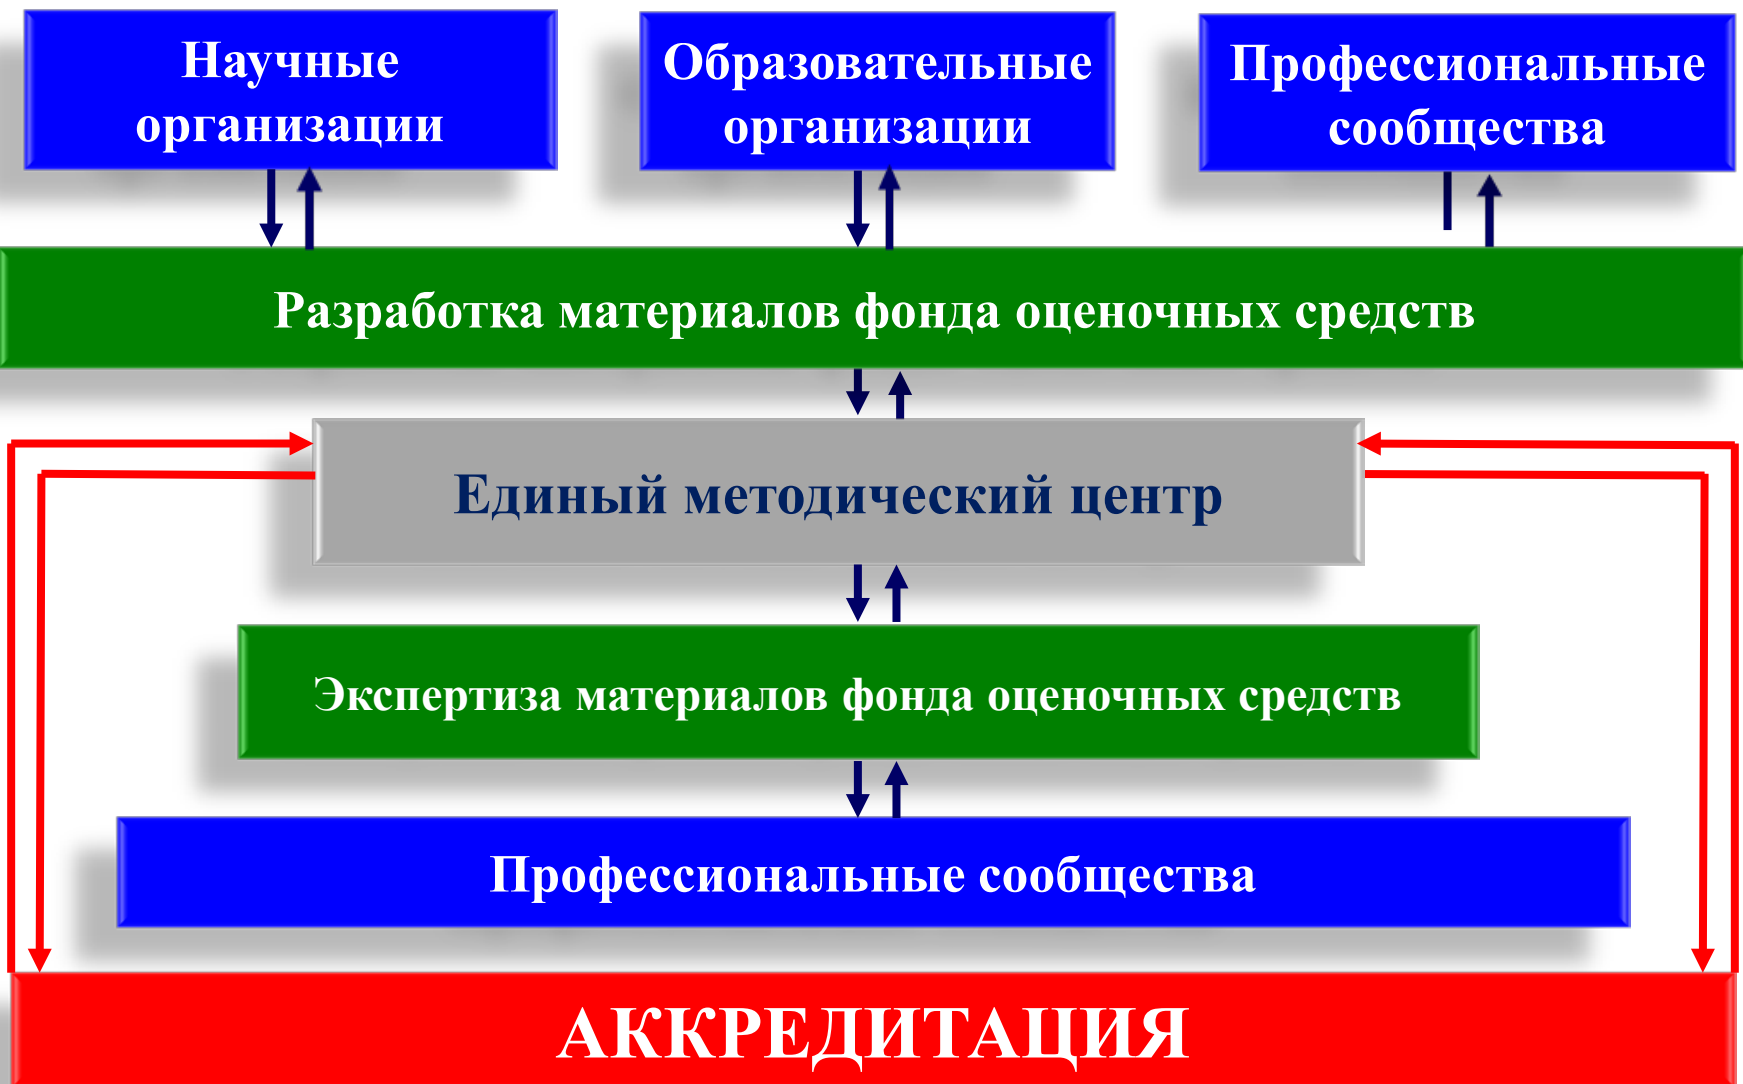 Научные
организации
Образовательные
организации
Профессиональные
сообщества
Разработка материалов фонда оценочных средств
Единый методический центр
Экспертиза материалов фонда оценочных средств
Профессиональные сообщества
АККРЕДИТАЦИЯ